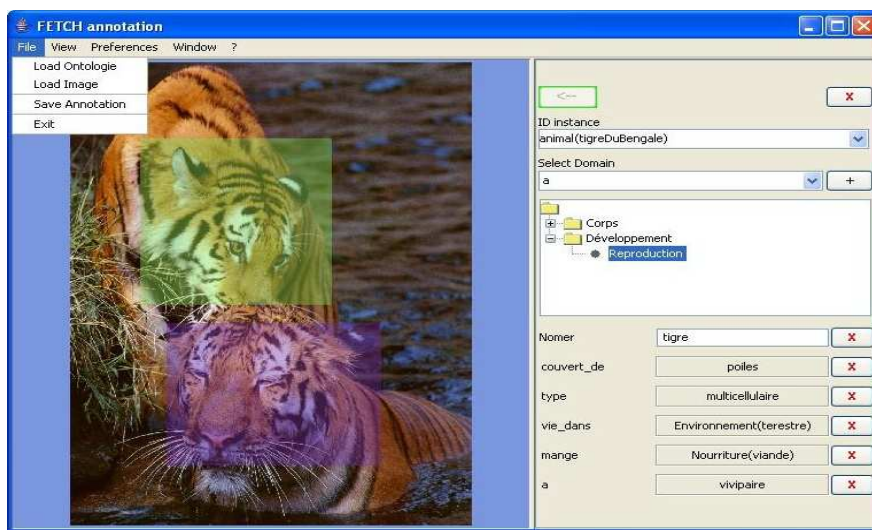 FETCH annotation
File View Preferences Window ?
Load Ontologie
Load Image
Save Annotation
Exit
<--
X
ID instance
animal(tigreDuBengale)
Select Domain
a
+
Corps
Développement
Reproduction
Nomer tigre X
couvert_de poiles X
type multicellulaire X
vie_dans Environnement(terestre) X
mange Nourriture(viande) X
a vivipaire X